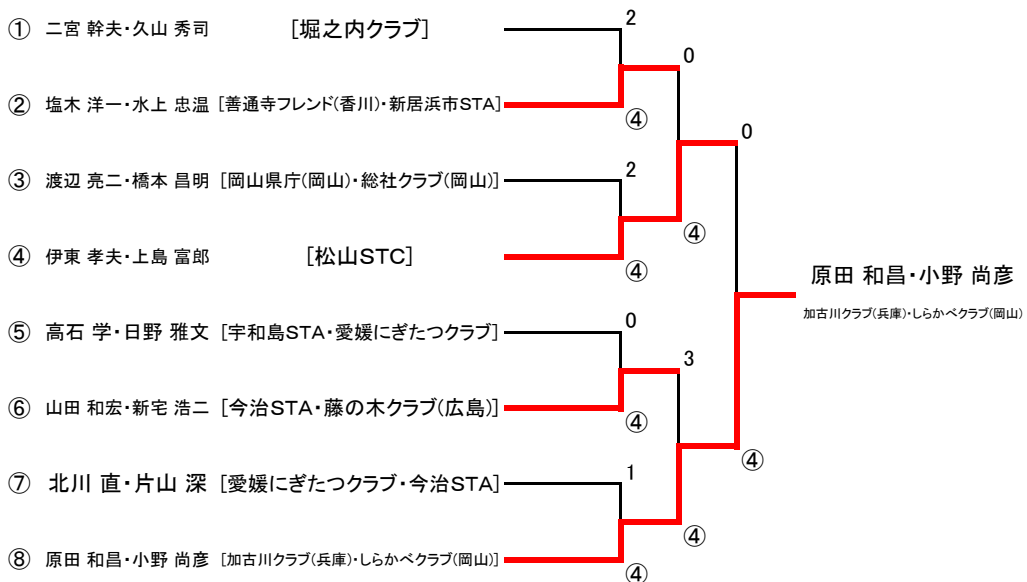 ① 二宮 幹夫・久山 秀司 [堀之内クラブ] 2
0
② 塩木 洋一・水上 忠温 [善通寺フレンド(香川)・新居浜市STA] ④
0
③ 渡辺 亮二・橋本 昌明 [岡山県庁(岡山)・総社クラブ(岡山)] 2
④
④ 伊東 孝夫・上島 富郎 [松山STC] ④
原田 和昌・小野 尚彦
加古川クラブ(兵庫)・しらかべクラブ(岡山)
⑤ 高石 学・日野 雅文 [宇和島STA・愛媛にぎたつクラブ] 0
3
⑥ 山田 和宏・新宅 浩二 [今治STA・藤の木クラブ(広島)] ④
④
⑦ 北川 直・片山 深 [愛媛にぎたつクラブ・今治STA] 1
④
⑧ 原田 和昌・小野 尚彦 [加古川クラブ(兵庫)・しらかべクラブ(岡山)] ④